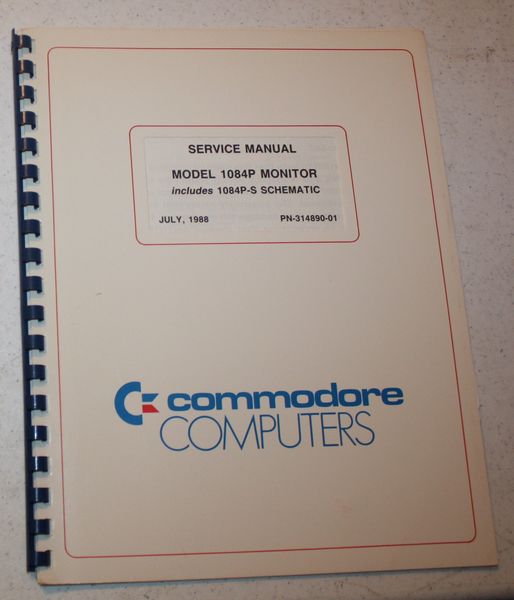 SERVICE MANUAL
MODEL 1084P MONITOR
includes 1084P-S SCHEMATIC
JULY, 1988 PN-314890-01
commodore
COMPUTERS